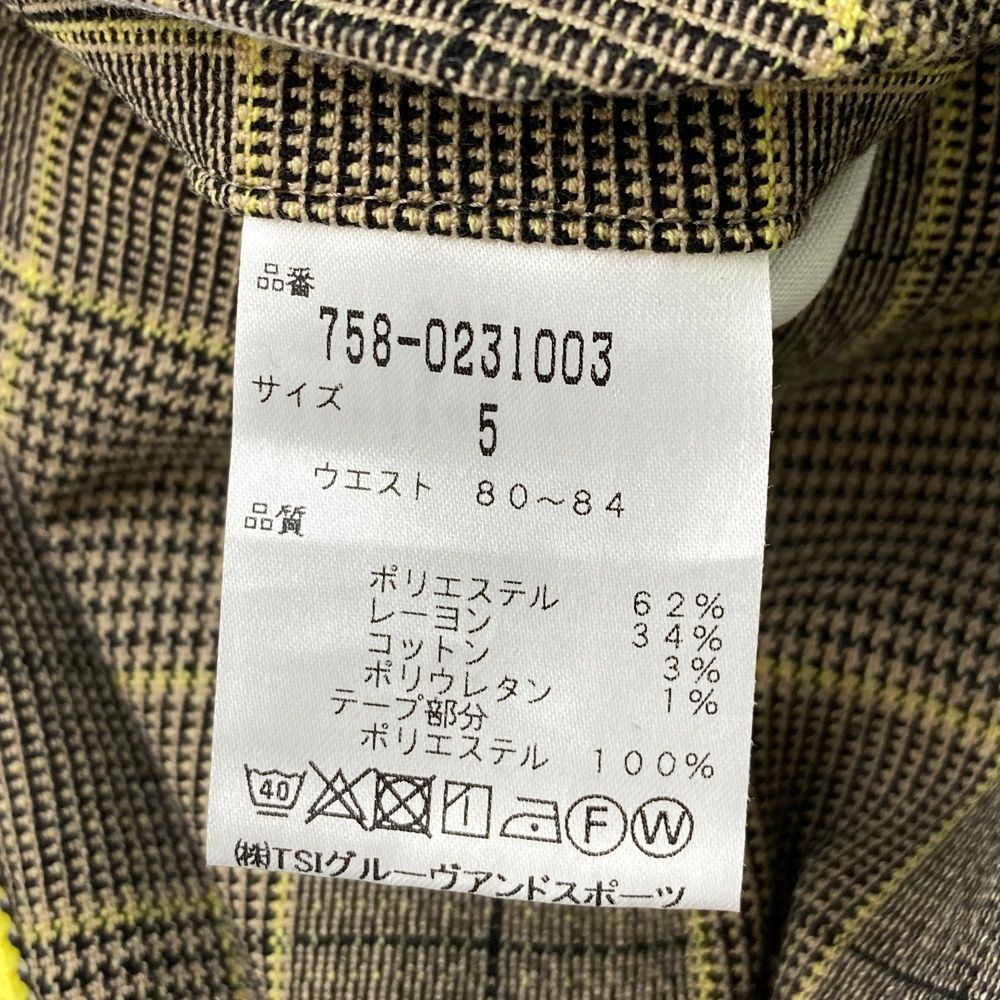 品番
758-0231003
サイズ
5
ウエスト 80～84
品質
ポリエステル 62%
レーヨン 34%
コットン 3%
ポリウレタン 1%
テープ部分
ポリエステル 100%
40 F W
㈱TSIグルーヴアンドスポーツ